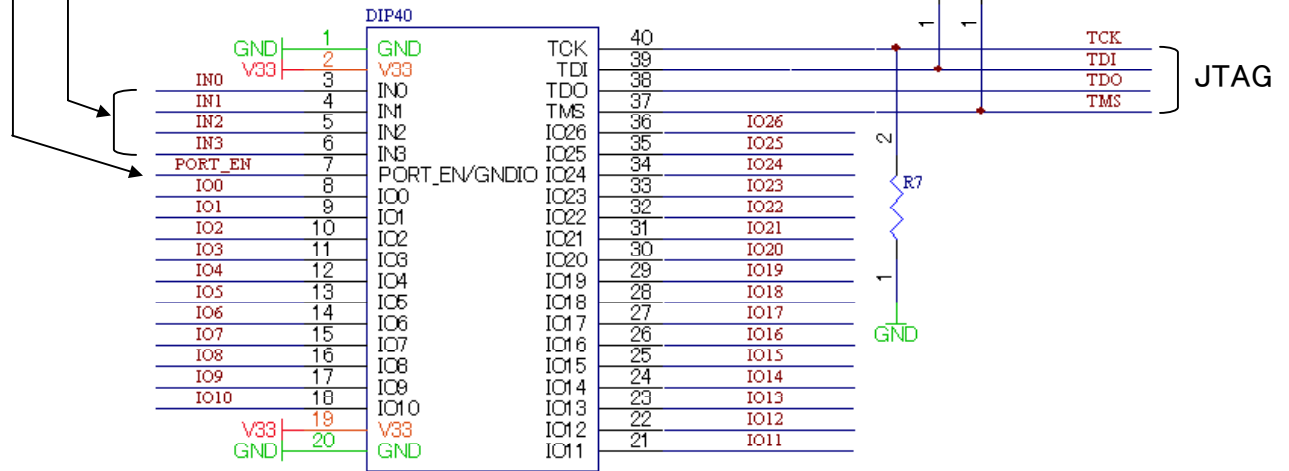 DIP40
1 1
GND 1 GND TCK 40 TCK
V33 2 V33 TDI 39 TDI
IN0 3 IN0 TDO 38 TDO
IN1 4 IN1 TMS 37 TMS
JTAG
IN2 5 IN2 IO26 36 IO26
IN3 6 IN3 IO25 35 IO25
PORT_EN 7 PORT_EN/GNDIO IO24 34 IO24
IO0 8 IO0 IO23 33 IO23
IO1 9 IO1 IO22 32 IO22
IO2 10 IO2 IO21 31 IO21
IO3 11 IO3 IO20 30 IO20
IO4 12 IO4 IO19 29 IO19
IO5 13 IO5 IO18 28 IO18
IO6 14 IO6 IO17 27 IO17
IO7 15 IO7 IO16 26 IO16
IO8 16 IO8 IO15 25 IO15
IO9 17 IO9 IO14 24 IO14
IO10 18 IO10 IO13 23 IO13
V33 19 V33 IO12 22 IO12
GND 20 GND IO11 21 IO11
2
R7
1
GND